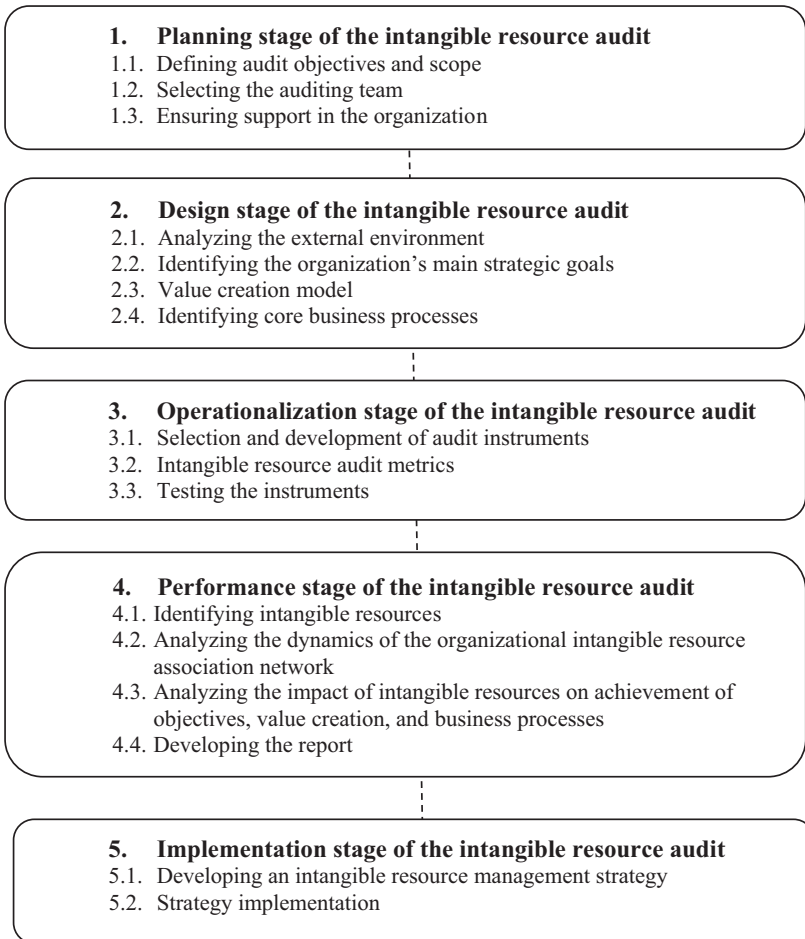 1. Planning stage of the intangible resource audit
1.1. Defining audit objectives and scope
1.2. Selecting the auditing team
1.3. Ensuring support in the organization
2. Design stage of the intangible resource audit
2.1. Analyzing the external environment
2.2. Identifying the organization’s main strategic goals
2.3. Value creation model
2.4. Identifying core business processes
3. Operationalization stage of the intangible resource audit
3.1. Selection and development of audit instruments
3.2. Intangible resource audit metrics
3.3. Testing the instruments
4. Performance stage of the intangible resource audit
4.1. Identifying intangible resources
4.2. Analyzing the dynamics of the organizational intangible resource
association network
4.3. Analyzing the impact of intangible resources on achievement of
objectives, value creation, and business processes
4.4. Developing the report
5. Implementation stage of the intangible resource audit
5.1. Developing an intangible resource management strategy
5.2. Strategy implementation